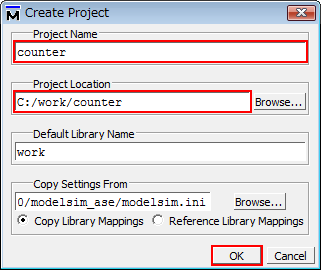 Create Project
Project Name
counter
Project Location
C:/work/counter
Browse...
Default Library Name
work
Copy Settings From
0/modelsim_ase/modelsim.ini
Browse...
Copy Library Mappings
Reference Library Mappings
OK
Cancel